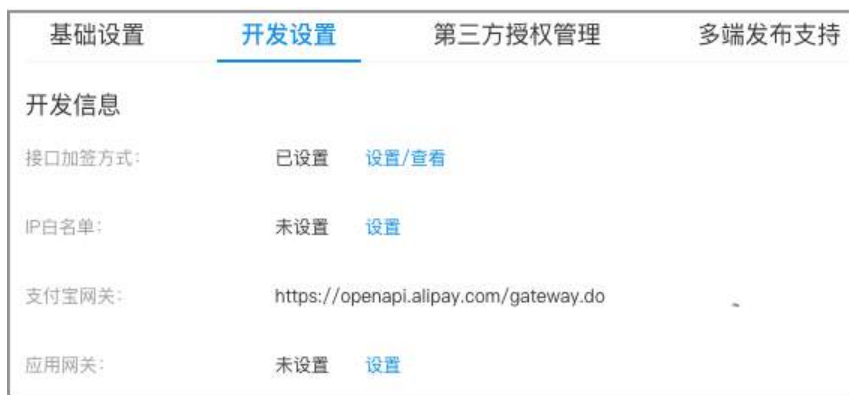 基础设置 开发设置 第三方授权管理 多端发布支持
开发信息
接口加签方式: 已设置 设置/查看
IP白名单: 未设置 设置
支付宝网关: https://openapi.alipay.com/gateway.do
应用网关: 未设置 设置